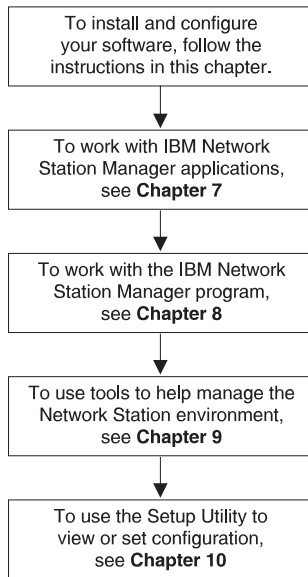 To install and configure
your software, follow the
instructions in this chapter.
To work with IBM Network
Station Manager applications,
see Chapter 7
To work with the IBM Network
Station Manager program,
see Chapter 8
To use tools to help manage the
Network Station environment,
see Chapter 9
To use the Setup Utility to
view or set configuration,
see Chapter 10